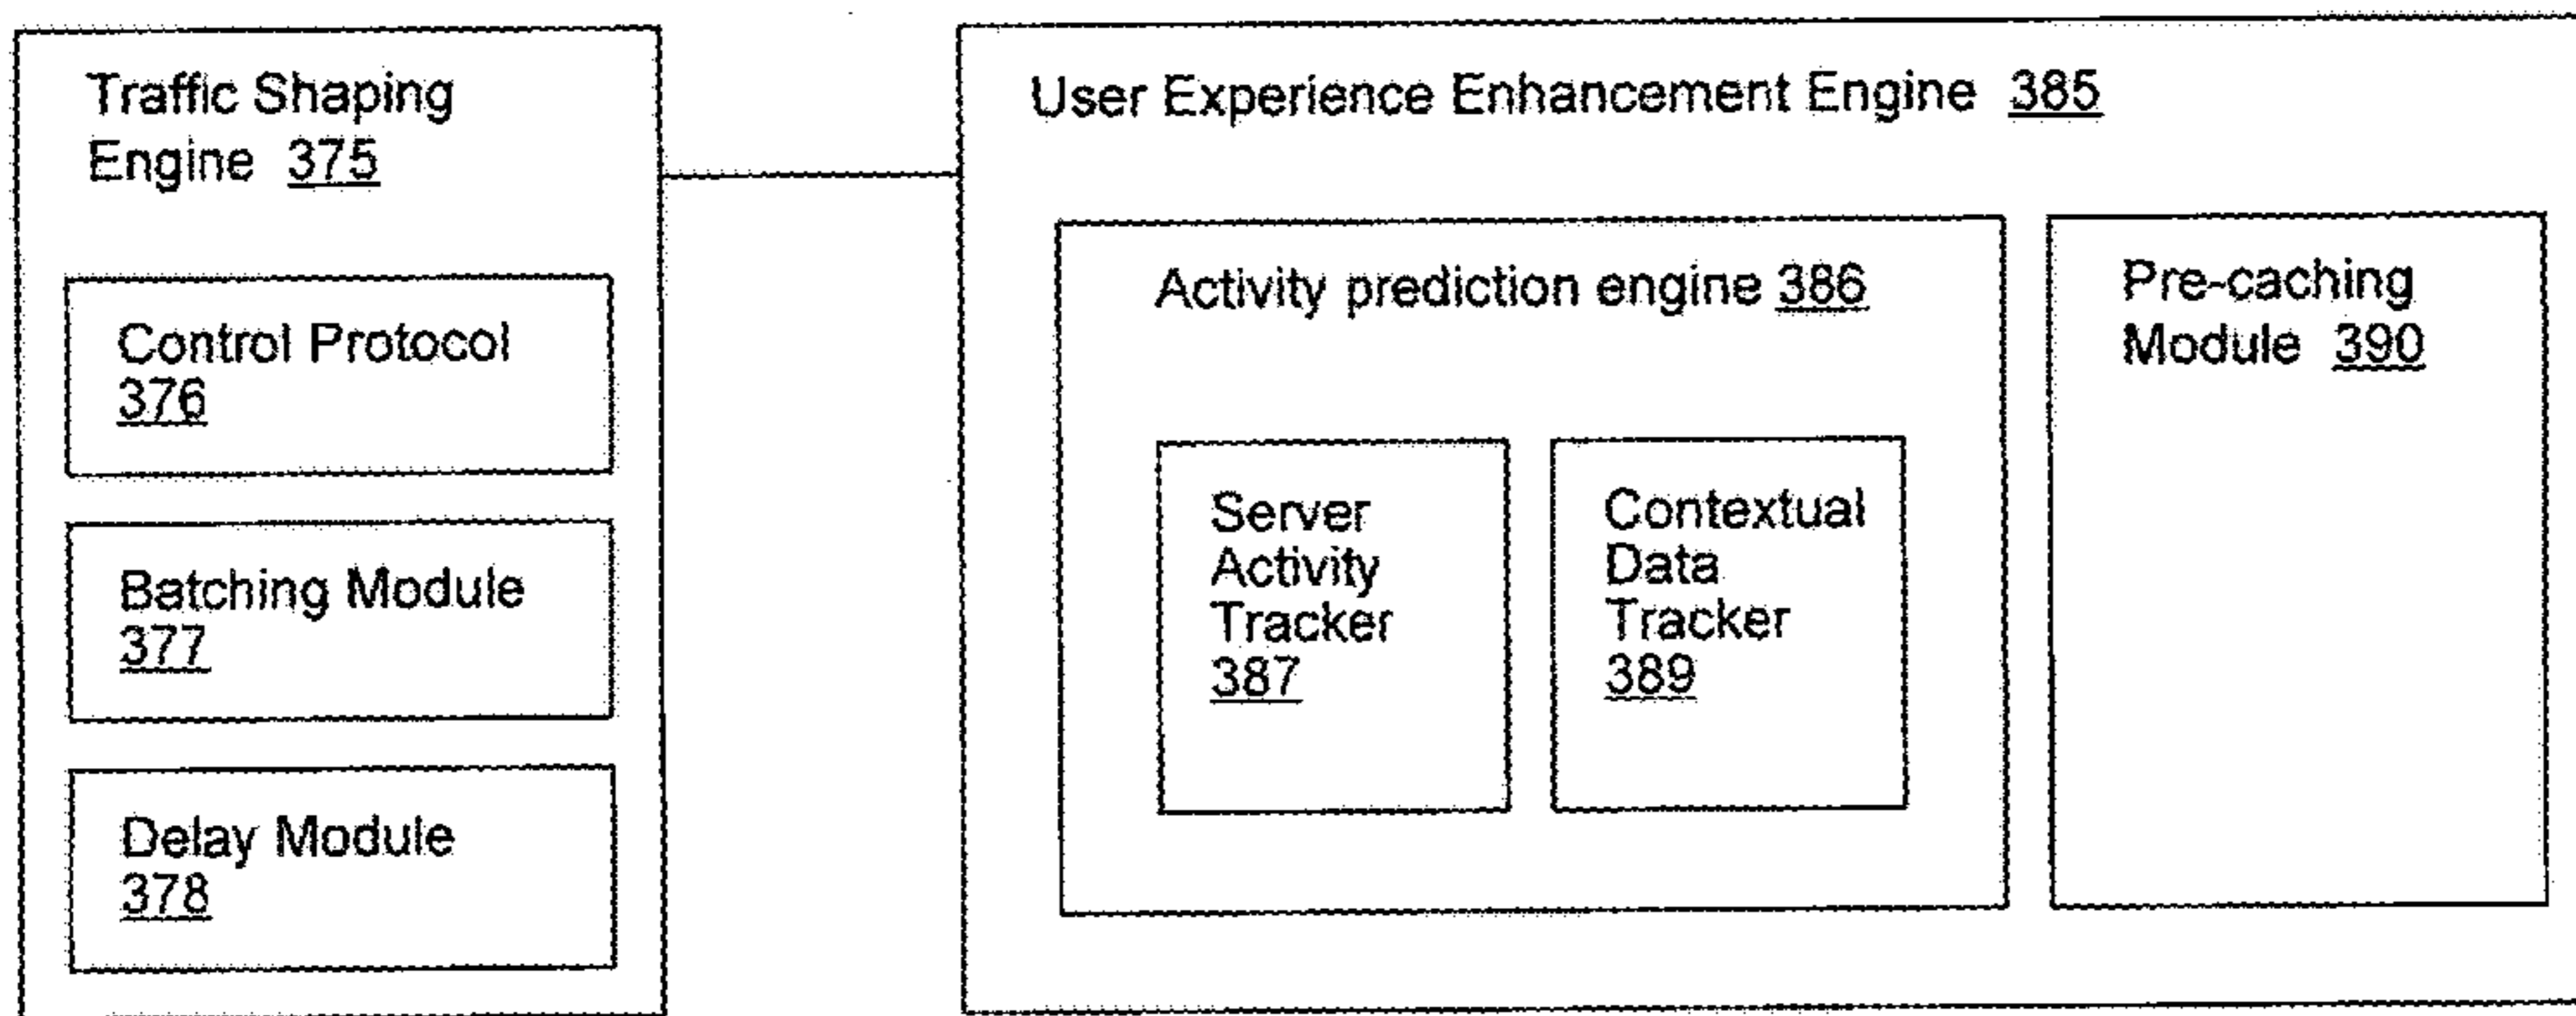 Traffic Shaping
Engine 375
Control Protocol
376
Batching Module
377
Delay Module
378
User Experience Enhancement Engine 385
Activity prediction engine 386
Server
Activity
Tracker
387
Contextual
Data
Tracker
389
Pre-caching
Module 390